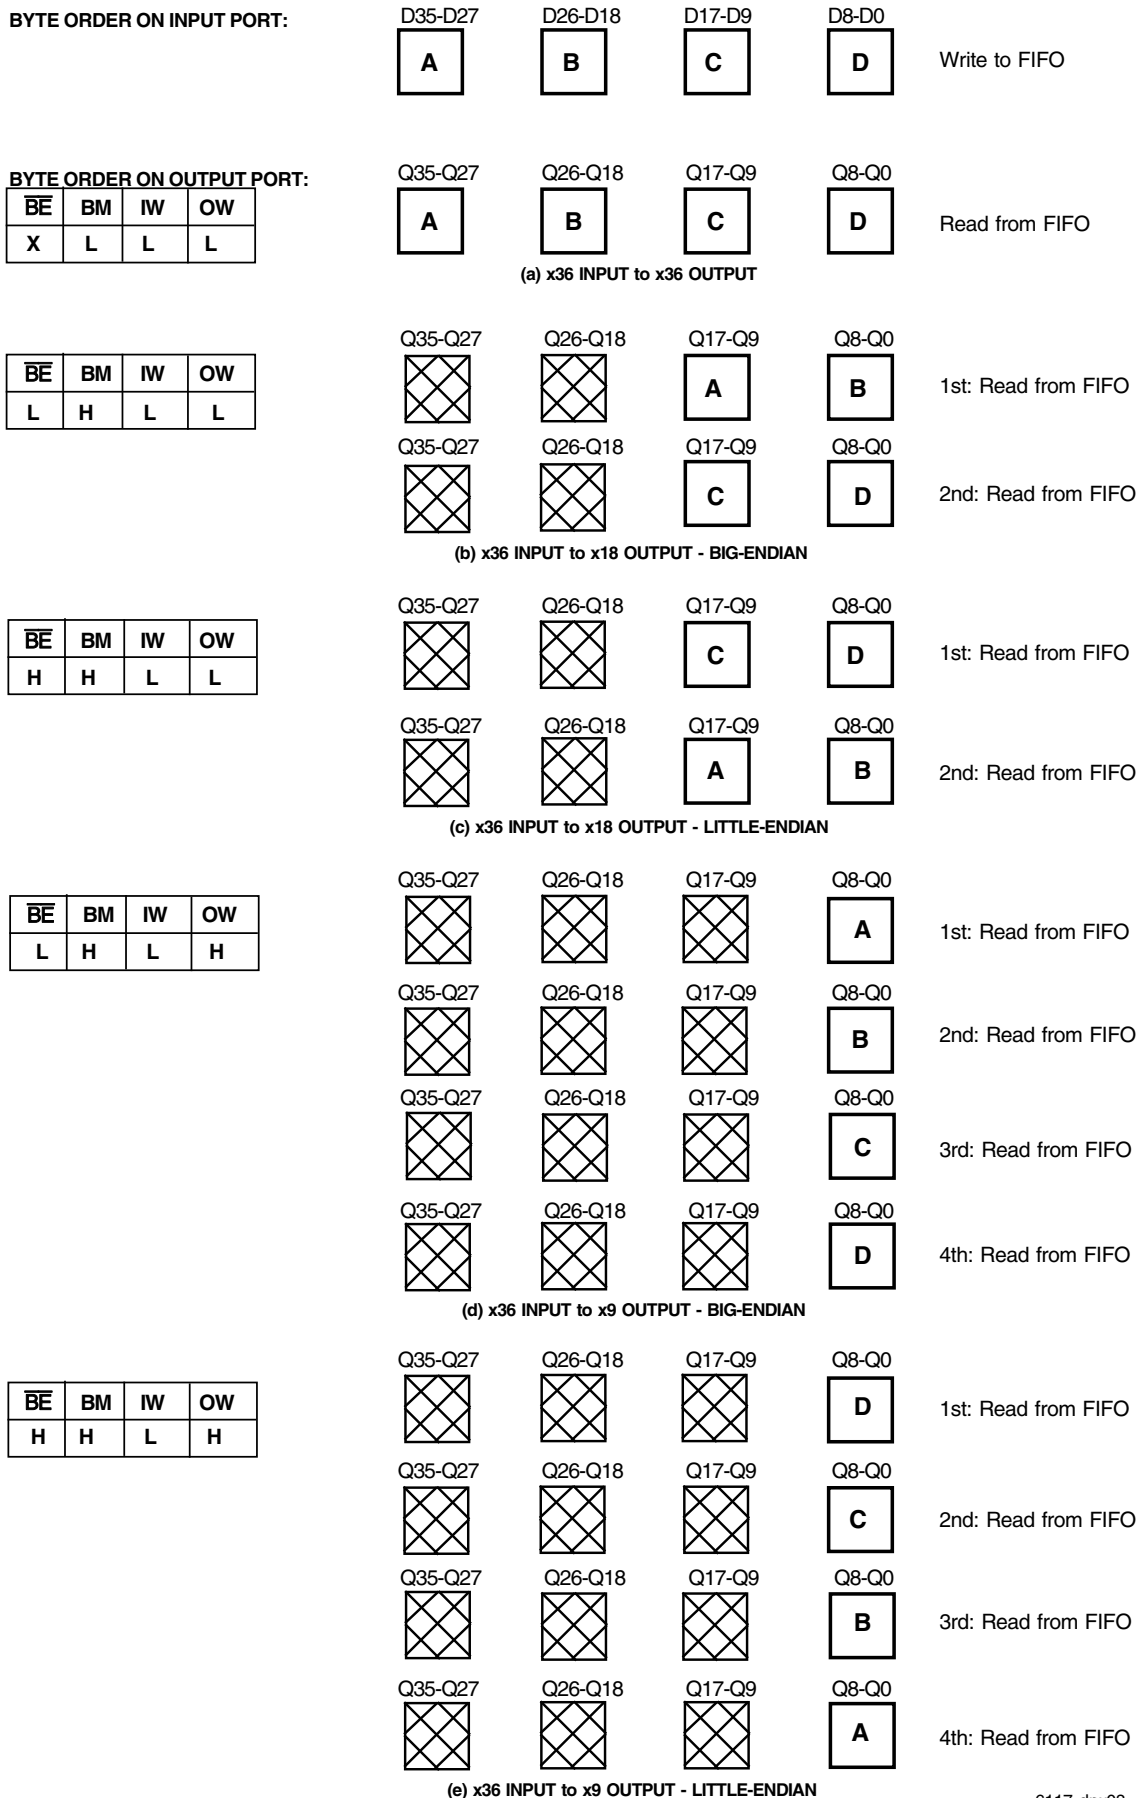 BYTE ORDER ON INPUT PORT:
D35-D27 D26-D18 D17-D9 D8-D0
A B C D Write to FIFO
BYTE ORDER ON OUTPUT PORT:
Q35-Q27 Q26-Q18 Q17-Q9 Q8-Q0
BE BM IW OW
X L L L
A B C D Read from FIFO
(a) x36 INPUT to x36 OUTPUT
Q35-Q27 Q26-Q18 Q17-Q9 Q8-Q0
BE BM IW OW
L H L L
A B 1st: Read from FIFO
Q35-Q27 Q26-Q18 Q17-Q9 Q8-Q0
C D 2nd: Read from FIFO
(b) x36 INPUT to x18 OUTPUT - BIG-ENDIAN
Q35-Q27 Q26-Q18 Q17-Q9 Q8-Q0
BE BM IW OW
H H L L
C D 1st: Read from FIFO
Q35-Q27 Q26-Q18 Q17-Q9 Q8-Q0
A B 2nd: Read from FIFO
(c) x36 INPUT to x18 OUTPUT - LITTLE-ENDIAN
Q35-Q27 Q26-Q18 Q17-Q9 Q8-Q0
BE BM IW OW
L H L H
A 1st: Read from FIFO
Q35-Q27 Q26-Q18 Q17-Q9 Q8-Q0
B 2nd: Read from FIFO
Q35-Q27 Q26-Q18 Q17-Q9 Q8-Q0
C 3rd: Read from FIFO
Q35-Q27 Q26-Q18 Q17-Q9 Q8-Q0
D 4th: Read from FIFO
(d) x36 INPUT to x9 OUTPUT - BIG-ENDIAN
Q35-Q27 Q26-Q18 Q17-Q9 Q8-Q0
BE BM IW OW
H H L H
D 1st: Read from FIFO
Q35-Q27 Q26-Q18 Q17-Q9 Q8-Q0
C 2nd: Read from FIFO
Q35-Q27 Q26-Q18 Q17-Q9 Q8-Q0
B 3rd: Read from FIFO
Q35-Q27 Q26-Q18 Q17-Q9 Q8-Q0
A 4th: Read from FIFO
(e) x36 INPUT to x9 OUTPUT - LITTLE-ENDIAN